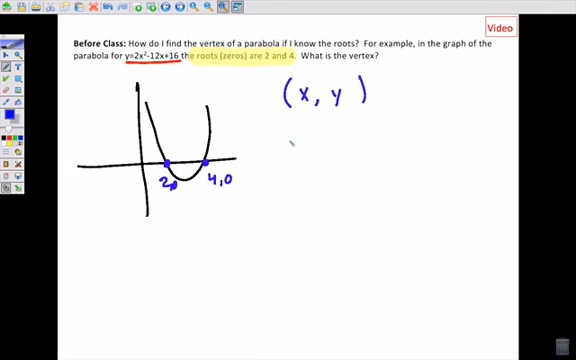 Video
Before Class: How do I find the vertex of a parabola if I know the roots? For example, in the graph of the
parabola for y=2x²-12x+16 the roots (zeros) are 2 and 4. What is the vertex?
(x, y)
2,0 4,0